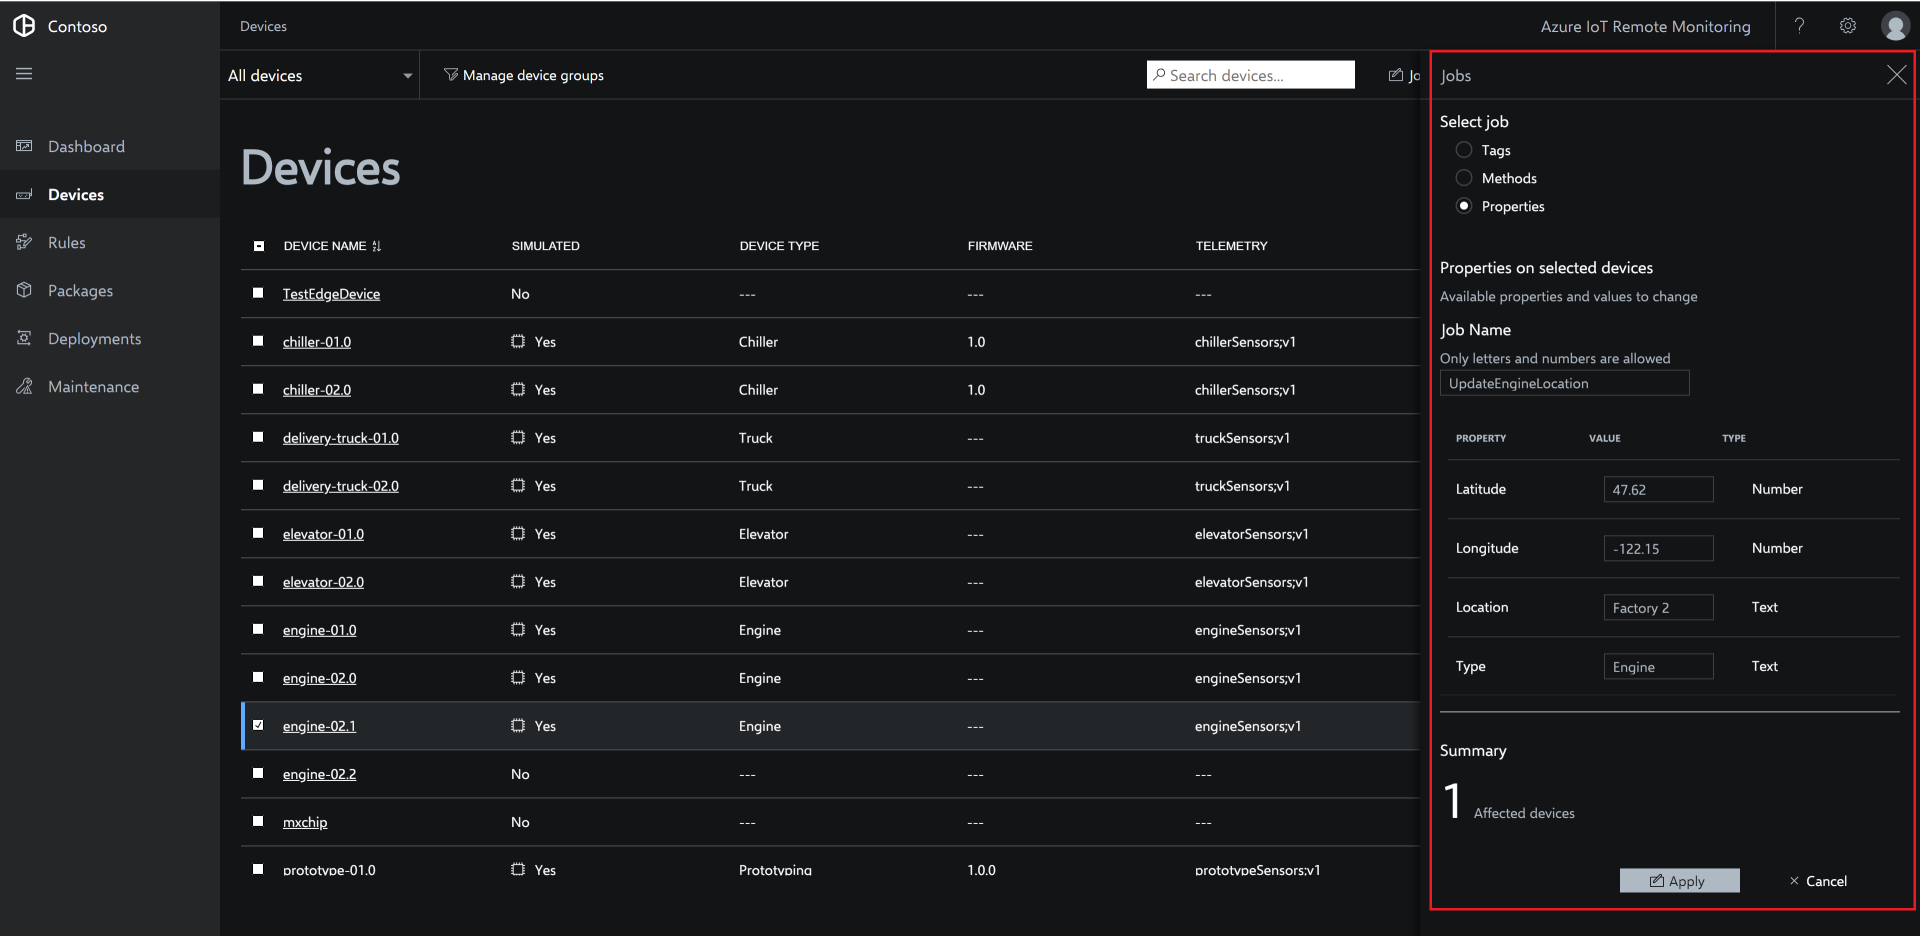 Contoso
Devices
Azure IoT Remote Monitoring
?
All devices
Manage device groups
Search devices...
Jo
Dashboard
Devices
Rules
Packages
Deployments
Maintenance
Devices
DEVICE NAME SIMULATED DEVICE TYPE FIRMWARE TELEMETRY
TestEdgeDevice No --- --- ---
chiller-01.0 Yes Chiller 1.0 chillerSensors;v1
chiller-02.0 Yes Chiller 1.0 chillerSensors;v1
delivery-truck-01.0 Yes Truck --- truckSensors;v1
delivery-truck-02.0 Yes Truck --- truckSensors;v1
elevator-01.0 Yes Elevator --- elevatorSensors;v1
elevator-02.0 Yes Elevator --- elevatorSensors;v1
engine-01.0 Yes Engine --- engineSensors;v1
engine-02.0 Yes Engine --- engineSensors;v1
engine-02.1 Yes Engine --- engineSensors;v1
engine-02.2 No --- --- ---
mxchip No --- --- ---
prototype-01.0 Yes Prototyping 1.0.0 prototypeSensors;v1
Jobs
Select job
Tags
Methods
Properties
Properties on selected devices
Available properties and values to change
Job Name
Only letters and numbers are allowed
UpdateEngineLocation
PROPERTY VALUE TYPE
Latitude 47.62 Number
Longitude -122.15 Number
Location Factory 2 Text
Type Engine Text
Summary
1 Affected devices
Apply
Cancel